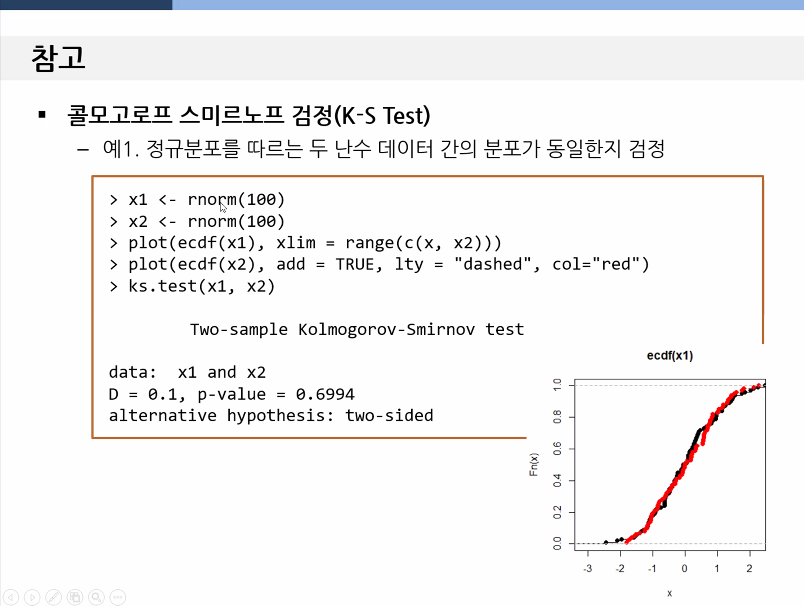 참고
▪ 콜모고로프 스미르노프 검정(K-S Test)
– 예1. 정규분포를 따르는 두 난수 데이터 간의 분포가 동일한지 검정
> x1 <- rnorm(100)
> x2 <- rnorm(100)
> plot(ecdf(x1), xlim = range(c(x, x2)))
> plot(ecdf(x2), add = TRUE, lty = "dashed", col="red")
> ks.test(x1, x2)
Two-sample Kolmogorov-Smirnov test
data:  x1 and x2
D = 0.1, p-value = 0.6994
alternative hypothesis: two-sided
ecdf(x1)
Fn(x)
1.0
0.8
0.6
0.4
0.2
0.0
-3 -2 -1 0 1 2
x